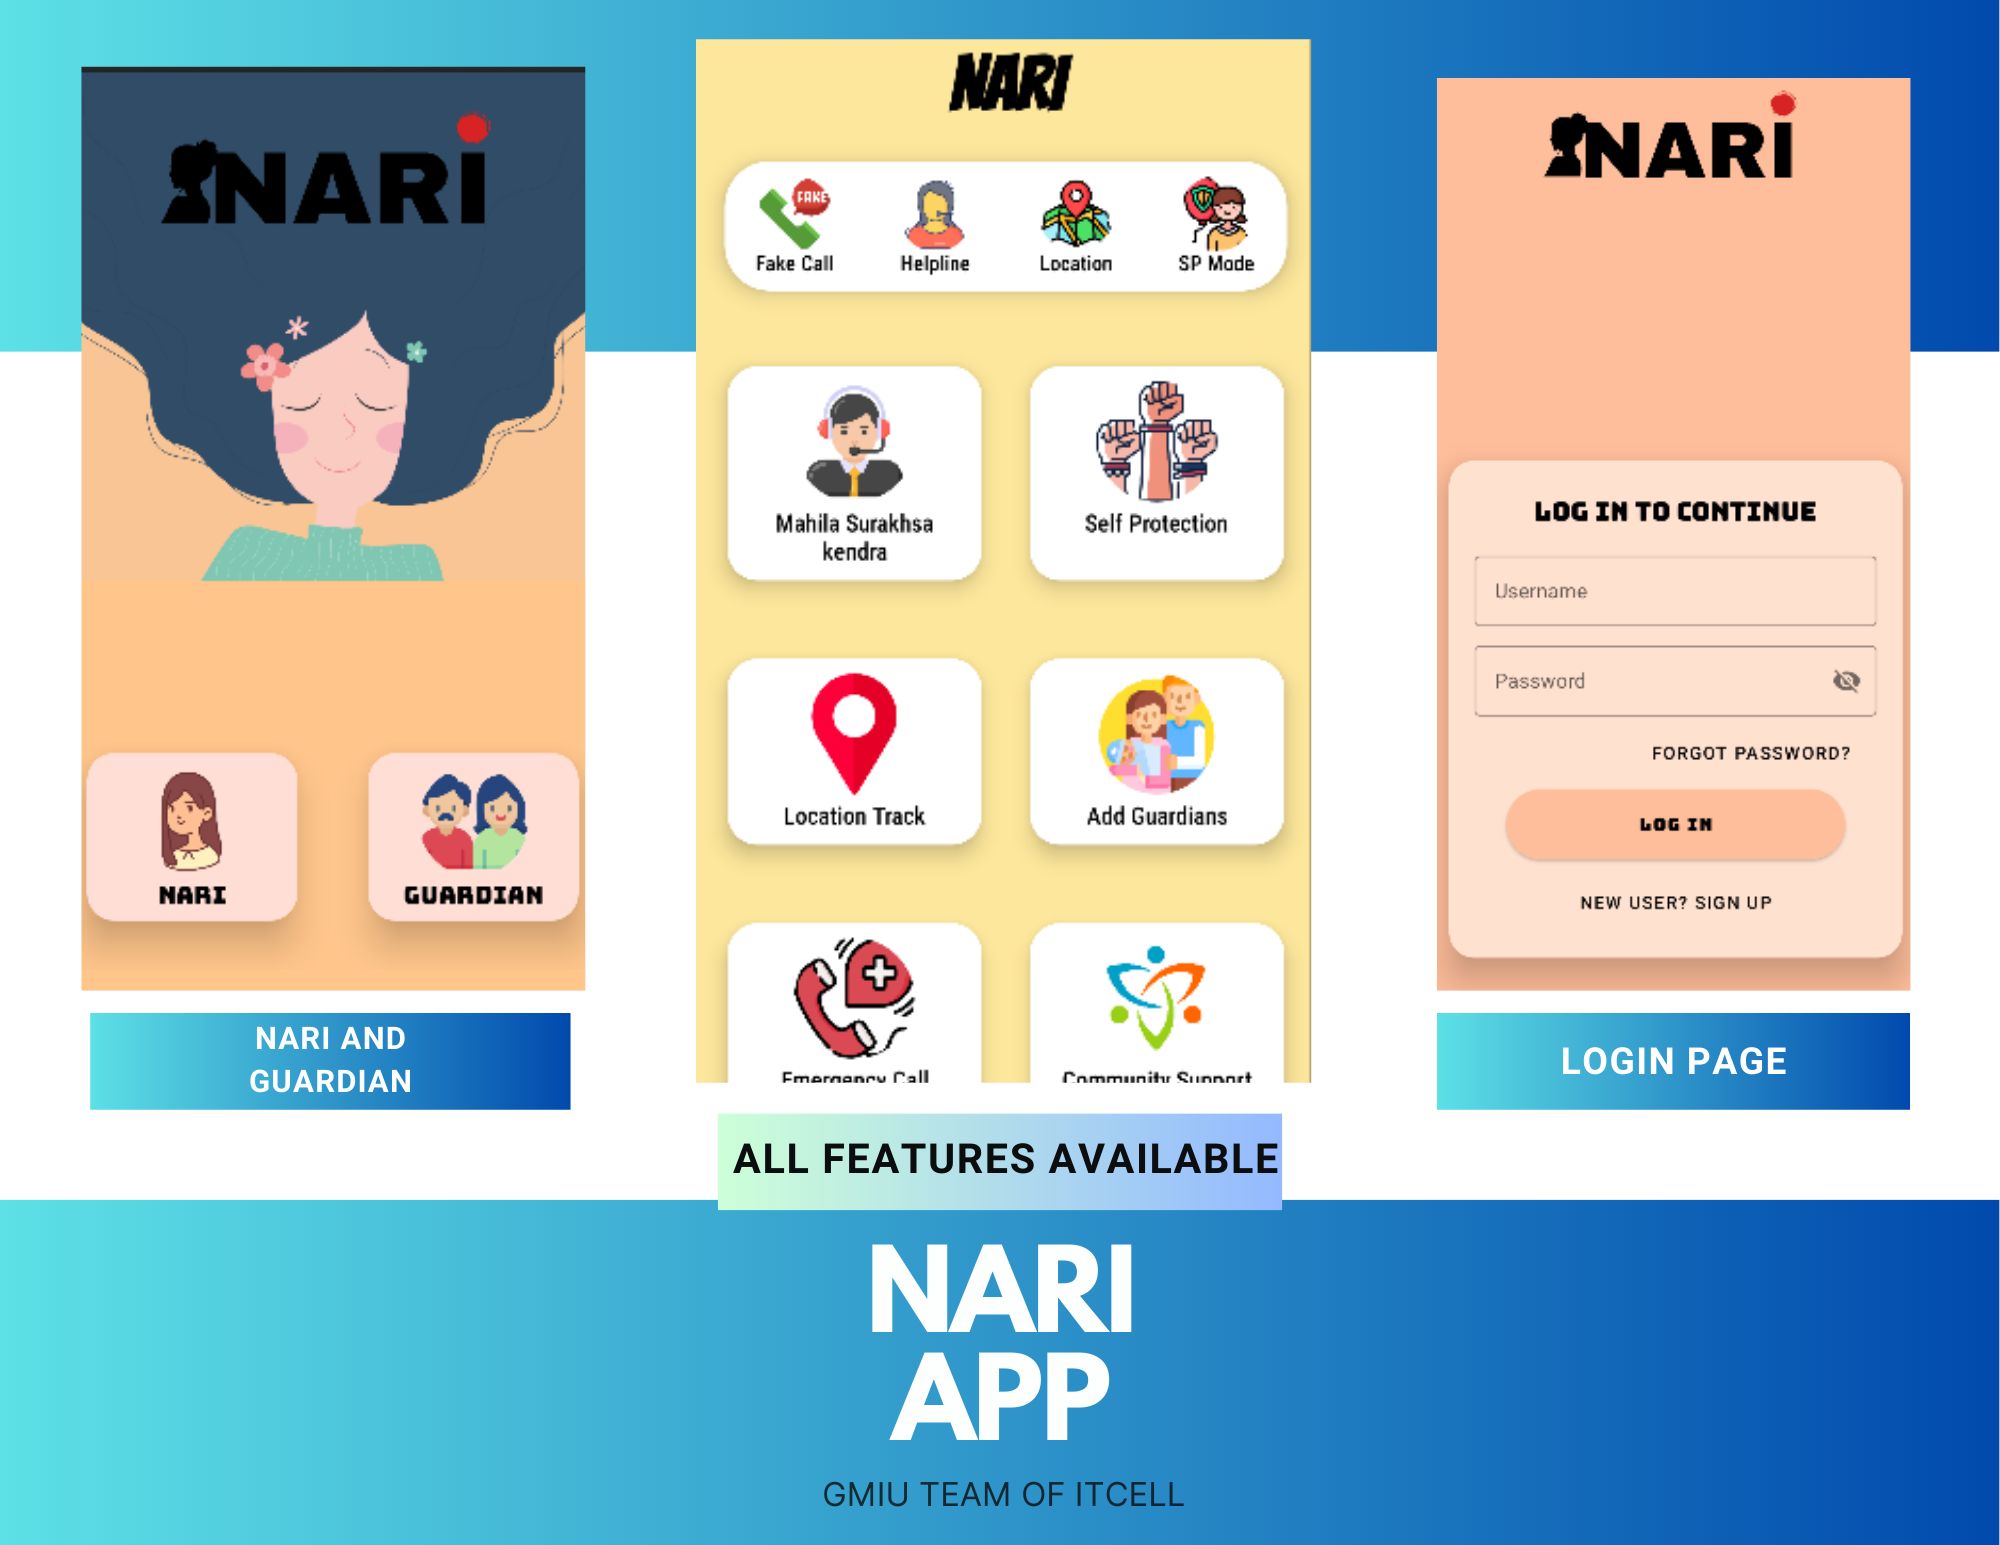 NARI
NARI
GUARDIAN
NARI AND
GUARDIAN
NARI
FAKE
Fake Call
Helpline
Location
SP Mode
Mahila Surakhsa
kendra
Self Protection
Location Track
Add Guardians
Emergency Call
Community Support
ALL FEATURES AVAILABLE
NARI
LOG IN TO CONTINUE
Username
Password
FORGOT PASSWORD?
LOG IN
NEW USER? SIGN UP
LOGIN PAGE
NARI
APP
GMIU TEAM OF ITCELL